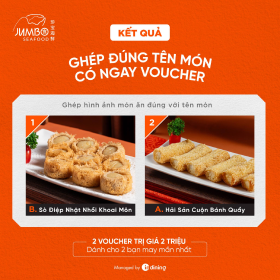 JUMBO
SEAFOOD
KẾT QUẢ
GHÉP ĐÚNG TÊN MÓN
CÓ NGAY VOUCHER
Ghép hình ảnh món ăn đúng với tên món
1
2
B. Sò Điệp Nhật Nhồi Khoai Môn
A. Hải Sản Cuộn Bánh Quẩy
2 VOUCHER TRỊ GIÁ 2 TRIỆU
Dành cho 2 bạn may mắn nhất
Managed by dining